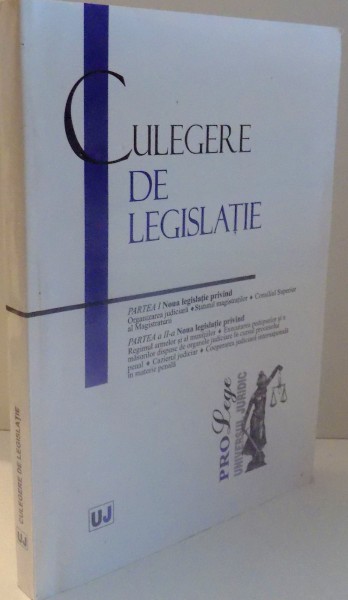 CULEGERE
DE
LEGISLAȚIE
PARTEA I Noua legislație privind
Organizarea judiciară • Statutul magistraților • Consiliul Superior
al Magistraturii
PARTEA a II-a Noua legislație privind
Regimul armelor și al munițiilor • Executarea pedepselor și a
măsurilor dispuse de organele judiciare în cursul procesului
penal • Cazierul judiciar • Cooperarea judiciară internațională
în materie penală
PRO Lege
UNIVERSUL JURIDIC
UJ
CULEGERE DE LEGISLAȚIE
UJ